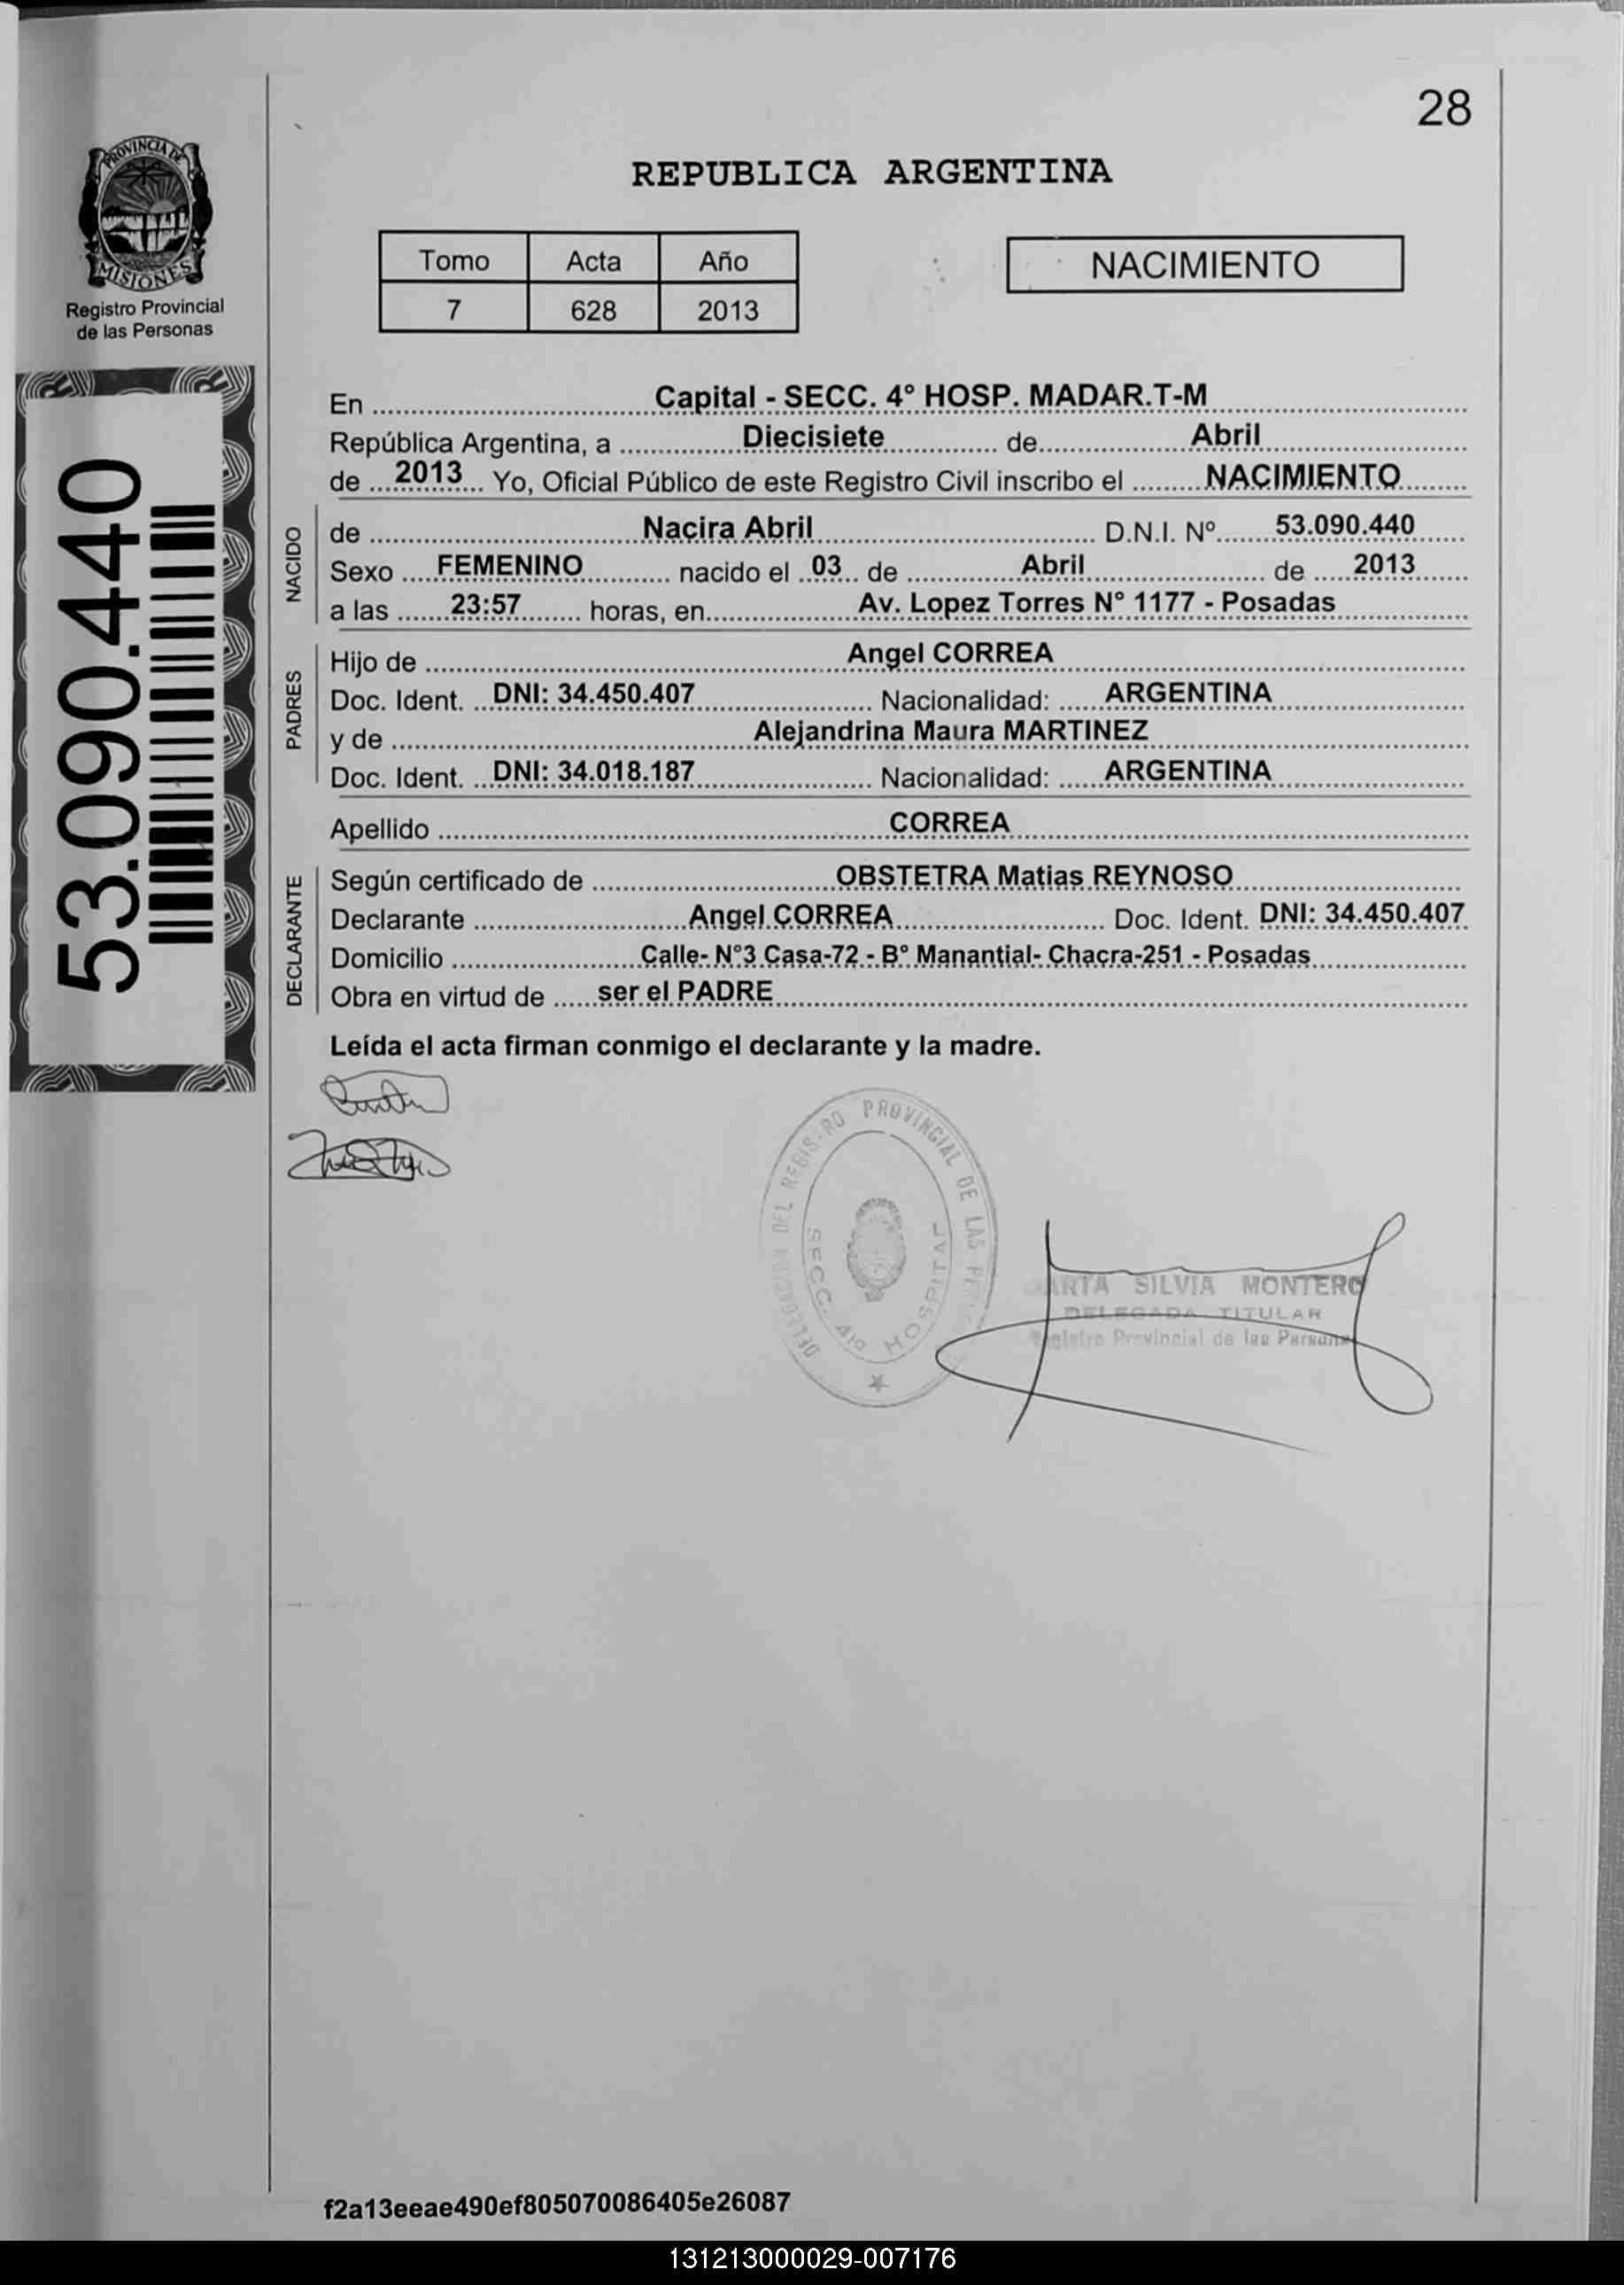 28
PROVINCIA DE
MISIONES
Registro Provincial
de las Personas
REPUBLICA ARGENTINA
Tomo Acta Año
7 628 2013
NACIMIENTO
53.090.440
En Capital - SECC. 4° HOSP. MADAR.T-M
República Argentina, a Diecisiete de Abril
de 2013 Yo, Oficial Público de este Registro Civil inscribo el NACIMIENTO
NACIDO
de Nacira Abril D.N.I. Nº 53.090.440
Sexo FEMENINO nacido el 03 de Abril de 2013
a las 23:57 horas, en Av. Lopez Torres N° 1177 - Posadas
PADRES
Hijo de Angel CORREA
Doc. Ident. DNI: 34.450.407 Nacionalidad: ARGENTINA
y de Alejandrina Maura MARTINEZ
Doc. Ident. DNI: 34.018.187 Nacionalidad: ARGENTINA
Apellido CORREA
DECLARANTE
Según certificado de OBSTETRA Matias REYNOSO
Declarante Angel CORREA Doc. Ident. DNI: 34.450.407
Domicilio Calle- N°3 Casa-72 - B° Manantial- Chacra-251 - Posadas
Obra en virtud de ser el PADRE
Leída el acta firman conmigo el declarante y la madre.
DEL REGISTRO PROVINCIAL DE LAS
SECC. HOSPITAL
SILVIA MONTERO
DELEGADA TITULAR
Provincial de las
f2a13eeae490ef805070086405e26087
131213000029-007176